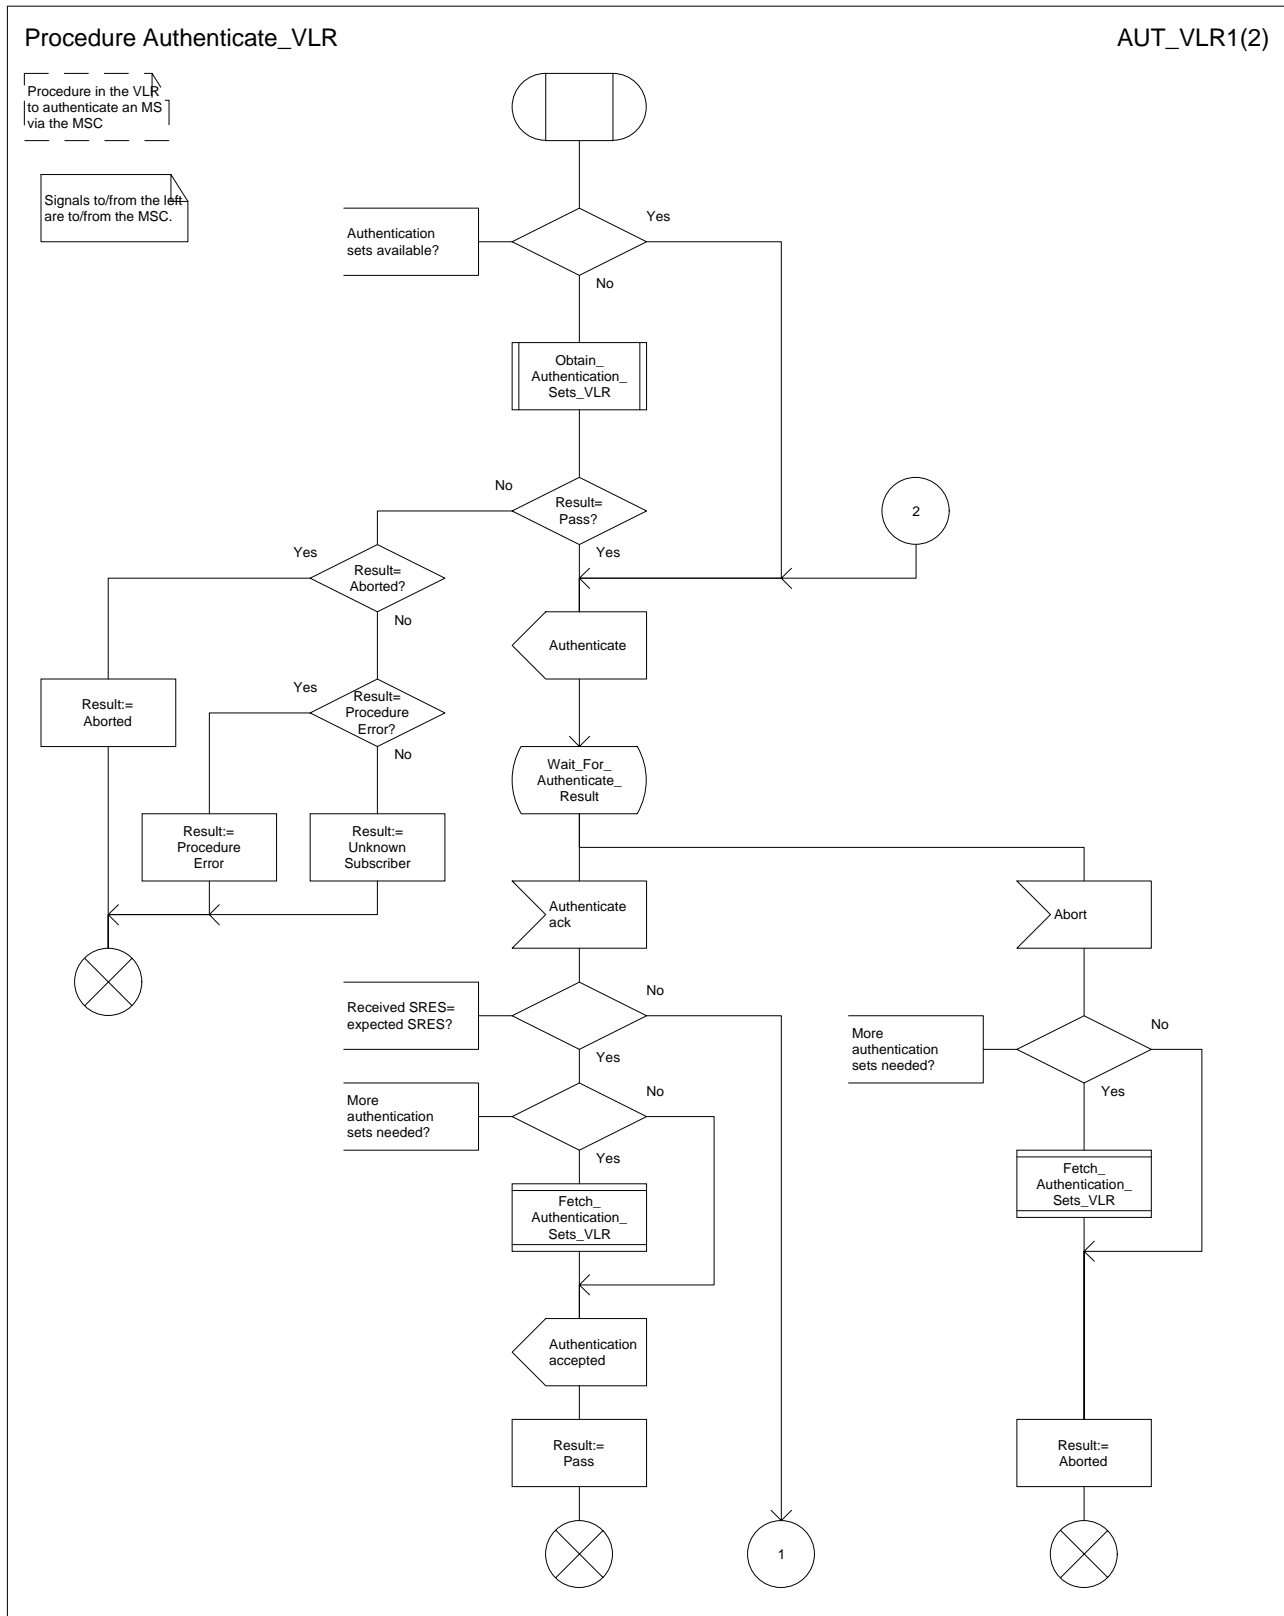 Procedure Authenticate_VLR
AUT_VLR1(2)
Procedure in the VLR
to authenticate an MS
via the MSC
Signals to/from the left
are to/from the MSC.
Authentication
sets available?
Yes
No
Obtain_
Authentication_
Sets_VLR
No
Result=
Pass?
Yes
2
Yes
Result=
Aborted?
No
Authenticate
Result:=
Aborted
Yes
Result=
Procedure
Error?
No
Wait_For_
Authenticate_
Result
Result:=
Procedure
Error
Result:=
Unknown
Subscriber
Authenticate
ack
Abort
Received SRES=
expected SRES?
No
Yes
More
authentication
sets needed?
No
Yes
More
authentication
sets needed?
No
Yes
Fetch_
Authentication_
Sets_VLR
Fetch_
Authentication_
Sets_VLR
Authentication
accepted
Result:=
Pass
Result:=
Aborted
1